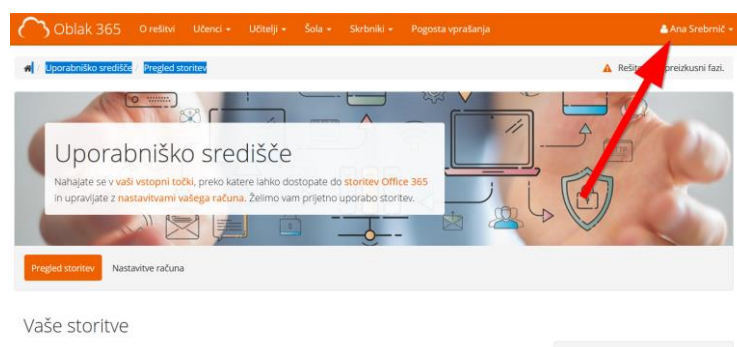 Oblak 365 O rešitvi Učenci Učitelji Šola Skrbniki Pogosta vprašanja Ana Srebrnič
/ Uporabniško središče / Pregled storitev
preizkusni fazi.
Uporabniško središče
Nahajate se v vaši vstopni točki, preko katere lahko dostopate do storitev Office 365
in upravljate z nastavitvami vašega računa. Želimo vam prijetno uporabo storitev.
Pregled storitev Nastavitve računa
Vaše storitve